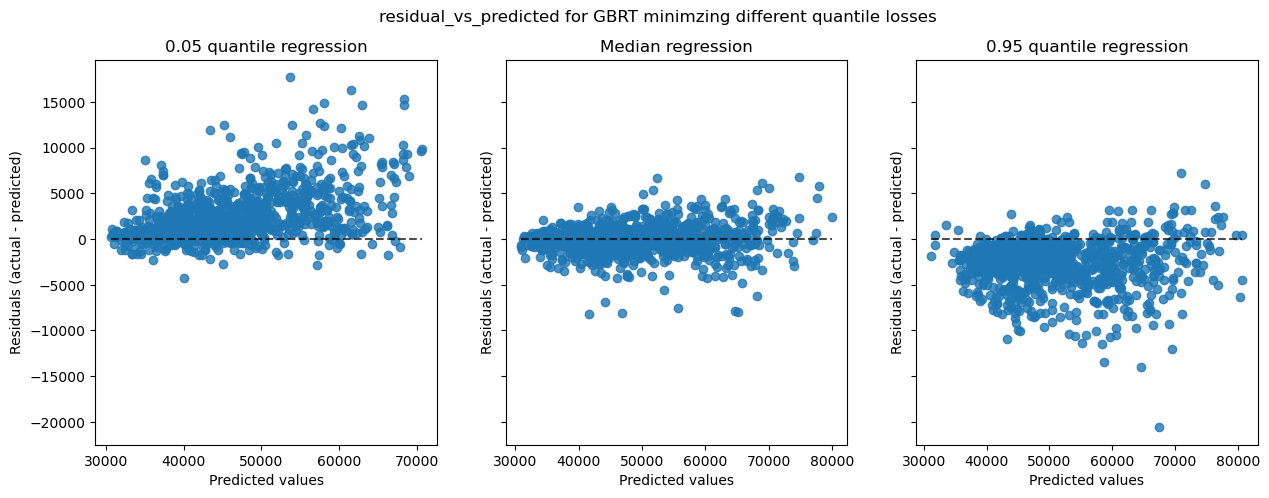 residual_vs_predicted for GBRT minimzing different quantile losses
0.05 quantile regression
Median regression
0.95 quantile regression
Residuals (actual - predicted)
15000
10000
5000
0
−5000
−10000
−15000
−20000
30000 40000 50000 60000 70000
Predicted values
Residuals (actual - predicted)
30000 40000 50000 60000 70000 80000
Predicted values
Residuals (actual - predicted)
30000 40000 50000 60000 70000 80000
Predicted values